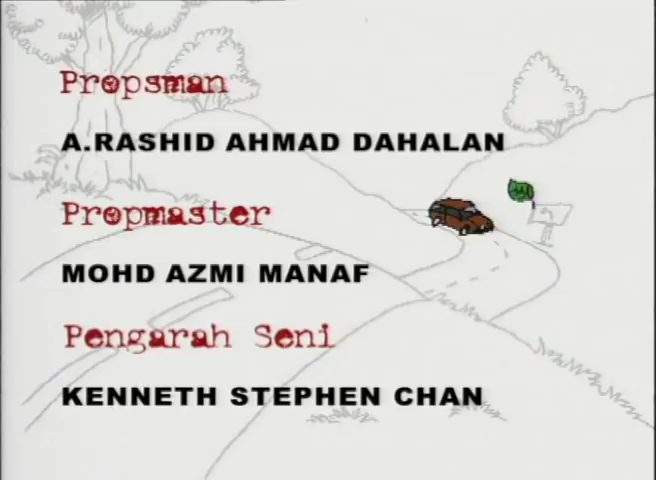 Propsman
A.RASHID AHMAD DAHALAN
Propmaster
MOHD AZMI MANAF
Pengarah Seni
KENNETH STEPHEN CHAN